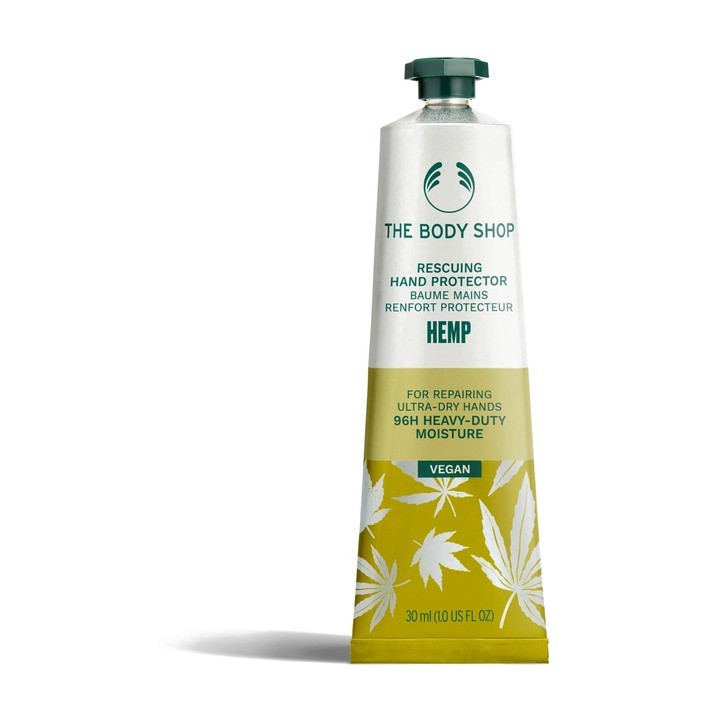 THE BODY SHOP
RESCUING
HAND PROTECTOR
BAUME MAINS
RENFORT PROTECTEUR
HEMP
FOR REPAIRING
ULTRA-DRY HANDS
96H HEAVY-DUTY
MOISTURE
VEGAN
30 ml (1.0 US FL OZ)